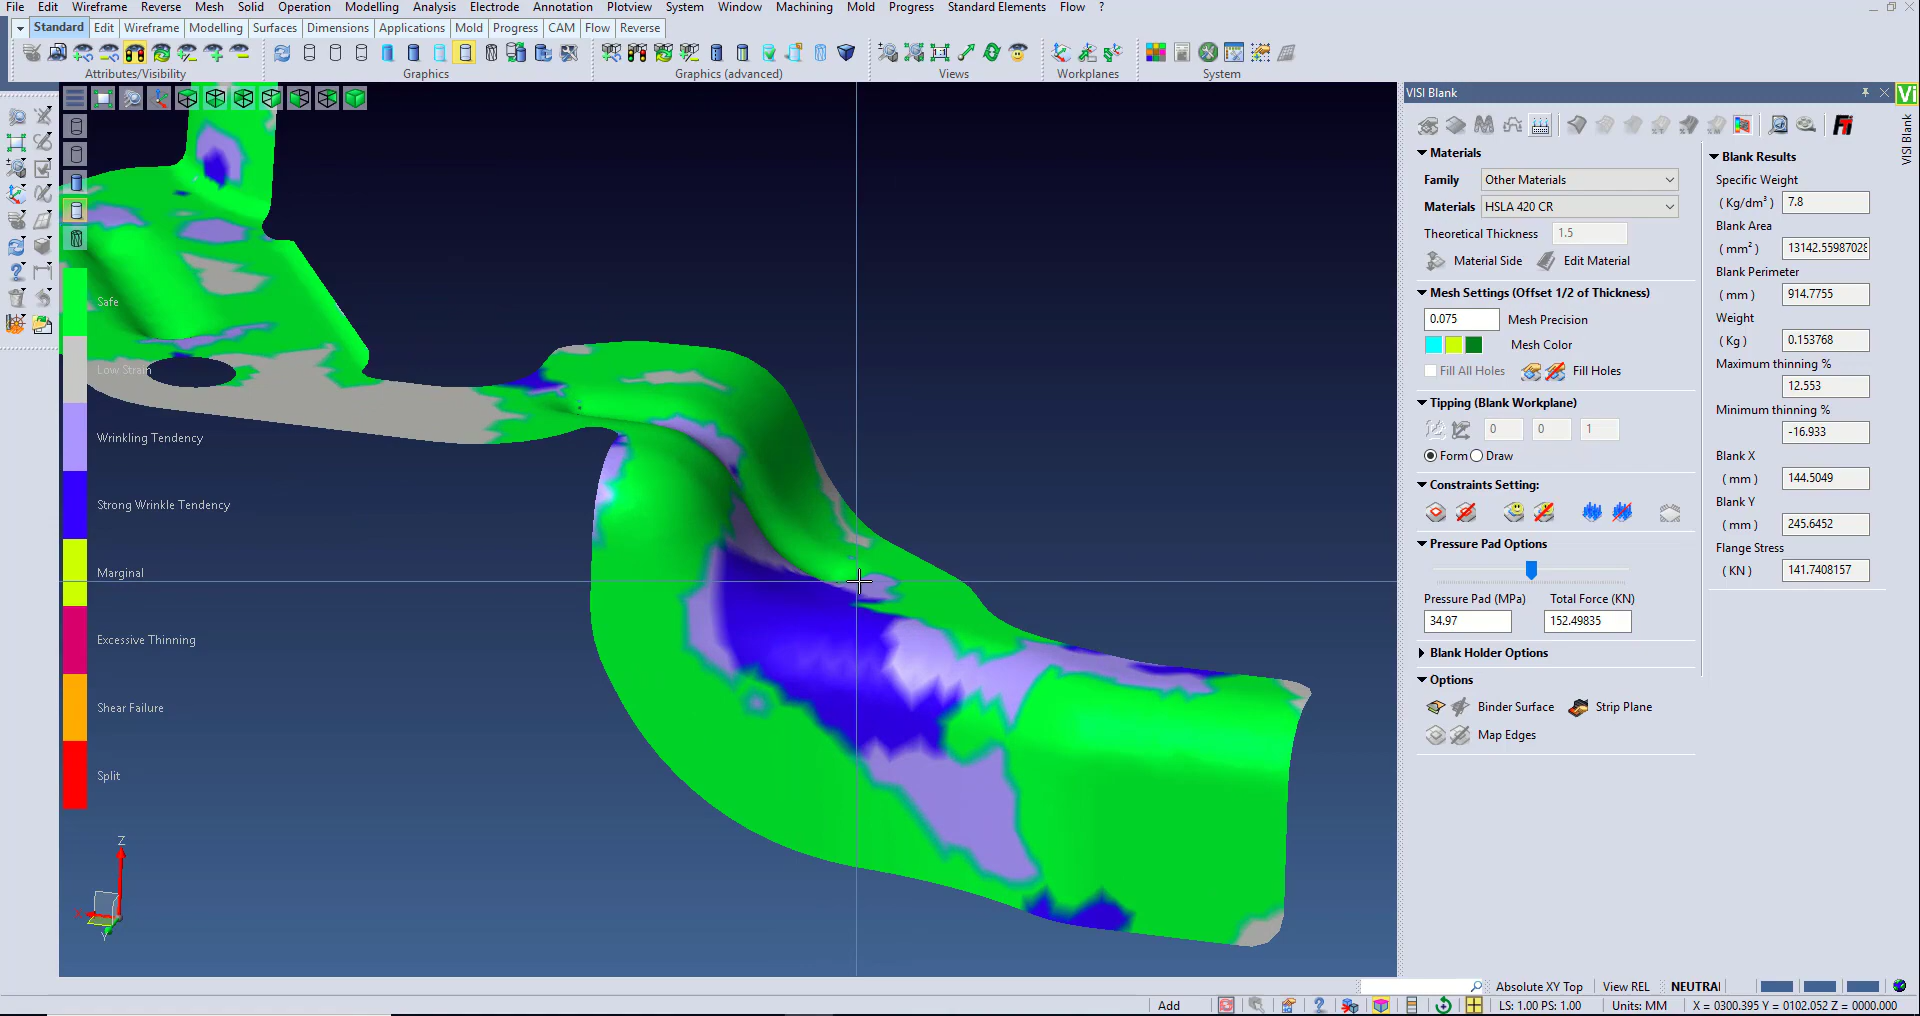 File Edit Wireframe Reverse Mesh Solid Operation Modelling Analysis Electrode Annotation Plotview System Window Machining Mold Progress Standard Elements Flow ?
Standard Edit Wireframe Modelling Surfaces Dimensions Applications Mold Progress CAM Flow Reverse
Attributes/Visibility Graphics Graphics (advanced) Views Workplanes System
VISI Blank
Vi
VISI Blank
Materials
Family Other Materials
Materials HSLA 420 CR
Theoretical Thickness 1.5
Material Side Edit Material
Mesh Settings (Offset 1/2 of Thickness)
0.075 Mesh Precision
Mesh Color
Fill All Holes Fill Holes
Tipping (Blank Workplane)
0 0 1
Form Draw
Constraints Setting:
Pressure Pad Options
Pressure Pad (MPa) Total Force (KN)
34.97 152.49835
Blank Holder Options
Options
Binder Surface Strip Plane
Map Edges
Blank Results
Specific Weight
( Kg/dm³ ) 7.8
Blank Area
( mm² ) 13142.55987028
Blank Perimeter
( mm ) 914.7755
Weight
( Kg ) 0.153768
Maximum thinning %
12.553
Minimum thinning %
-16.933
Blank X
( mm ) 144.5049
Blank Y
( mm ) 245.6452
Flange Stress
( KN ) 141.7408157
Safe
Low Strain
Wrinkling Tendency
Strong Wrinkle Tendency
Marginal
Excessive Thinning
Shear Failure
Split
Z
X
Y
Absolute XY Top View REL NEUTRAI
Add LS: 1.00 PS: 1.00 Units: MM X = 0300.395 Y = 0102.052 Z = 0000.000